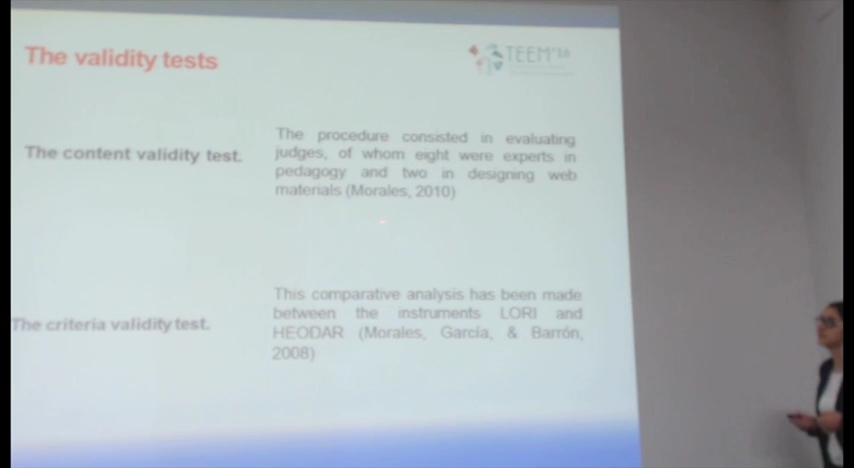 The validity tests
TEEM'16
The content validity test.
The procedure consisted in evaluating
judges, of whom eight were experts in
pedagogy and two in designing web
materials (Morales, 2010)
The criteria validity test.
This comparative analysis has been made
between the instruments LORI and
HEODAR (Morales, García, & Barrón,
2008)